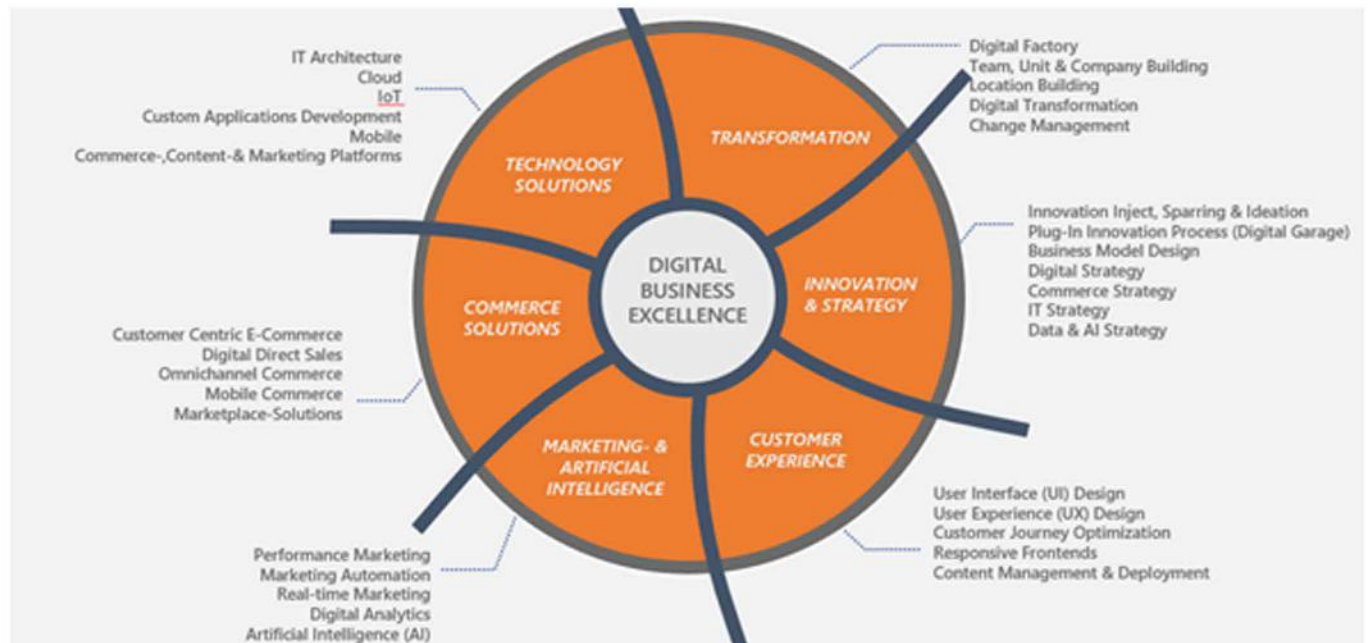 IT Architecture
Cloud
IoT
Custom Applications Development
Mobile
Commerce-,Content-& Marketing Platforms
Digital Factory
Team, Unit & Company Building
Location Building
Digital Transformation
Change Management
TRANSFORMATION
TECHNOLOGY
SOLUTIONS
DIGITAL
BUSINESS
EXCELLENCE
INNOVATION
& STRATEGY
Innovation Inject, Sparring & Ideation
Plug-In Innovation Process (Digital Garage)
Business Model Design
Digital Strategy
Commerce Strategy
IT Strategy
Data & AI Strategy
COMMERCE
SOLUTIONS
Customer Centric E-Commerce
Digital Direct Sales
Omnichannel Commerce
Mobile Commerce
Marketplace-Solutions
MARKETING- &
ARTIFICIAL
INTELLIGENCE
CUSTOMER
EXPERIENCE
User Interface (UI) Design
User Experience (UX) Design
Customer Journey Optimization
Responsive Frontends
Content Management & Deployment
Performance Marketing
Marketing Automation
Real-time Marketing
Digital Analytics
Artificial Intelligence (AI)